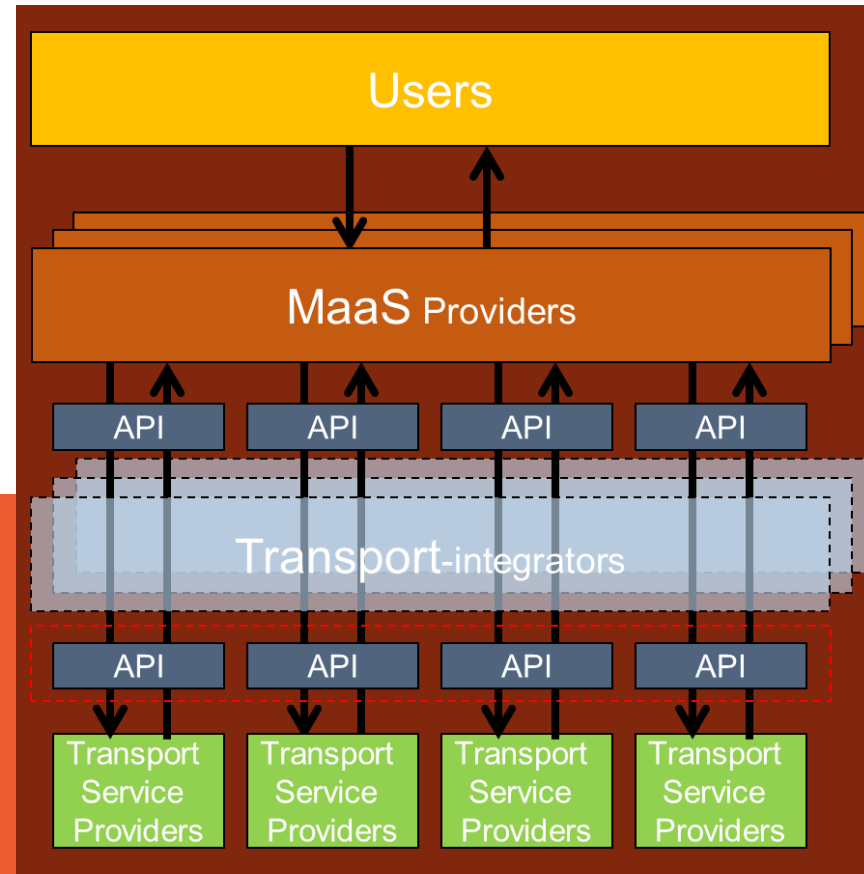 Users
MaaS Providers
API API API API
Transport-integrators
API API API API
Transport Transport Transport Transport
Service Service Service Service
Providers Providers Providers Providers